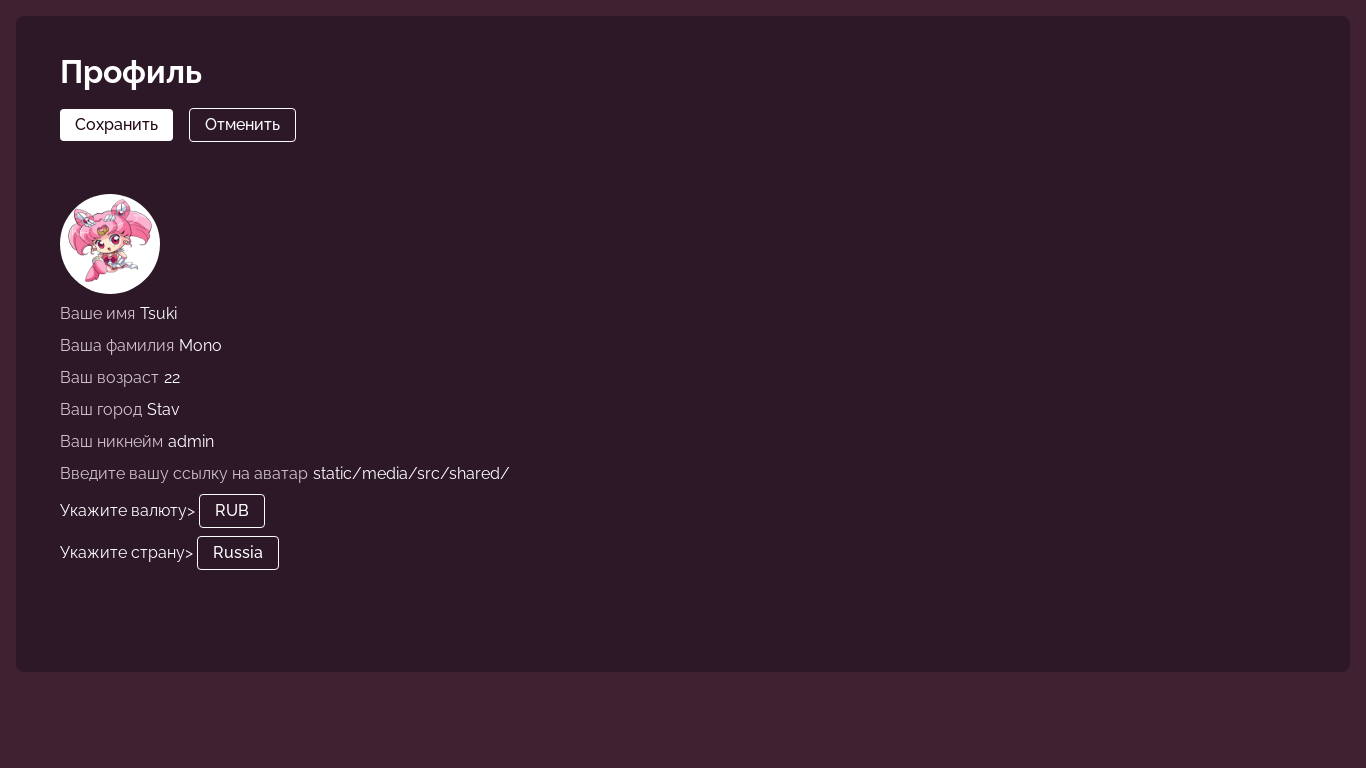 Профиль
Сохранить Отменить
Ваше имя Tsuki
Ваша фамилия Mono
Ваш возраст 22
Ваш город Stav
Ваш никнейм admin
Введите вашу ссылку на аватар static/media/src/shared/
Укажите валюту> RUB
Укажите страну> Russia